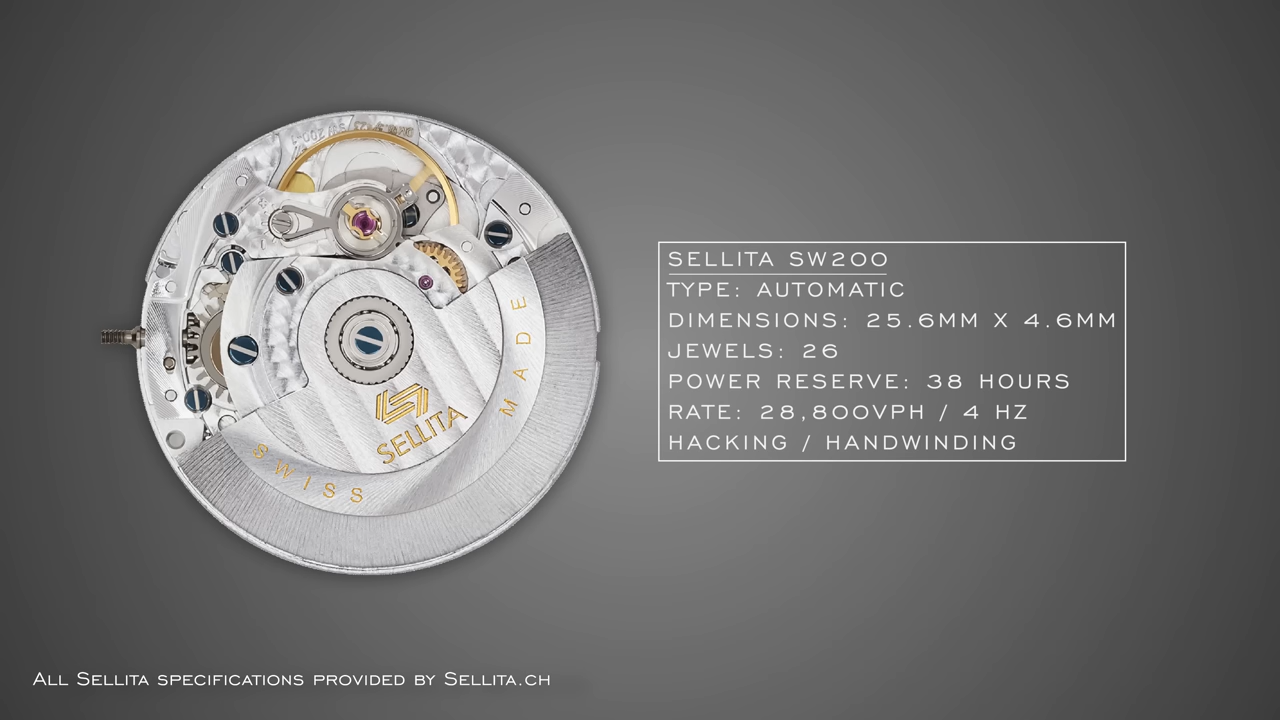 SELLITA SW200
TYPE: AUTOMATIC
DIMENSIONS: 25.6MM X 4.6MM
JEWELS: 26
POWER RESERVE: 38 HOURS
RATE: 28,800VPH / 4 HZ
HACKING / HANDWINDING
SELLITA
SWISS MADE
All Sellita specifications provided by Sellita.ch